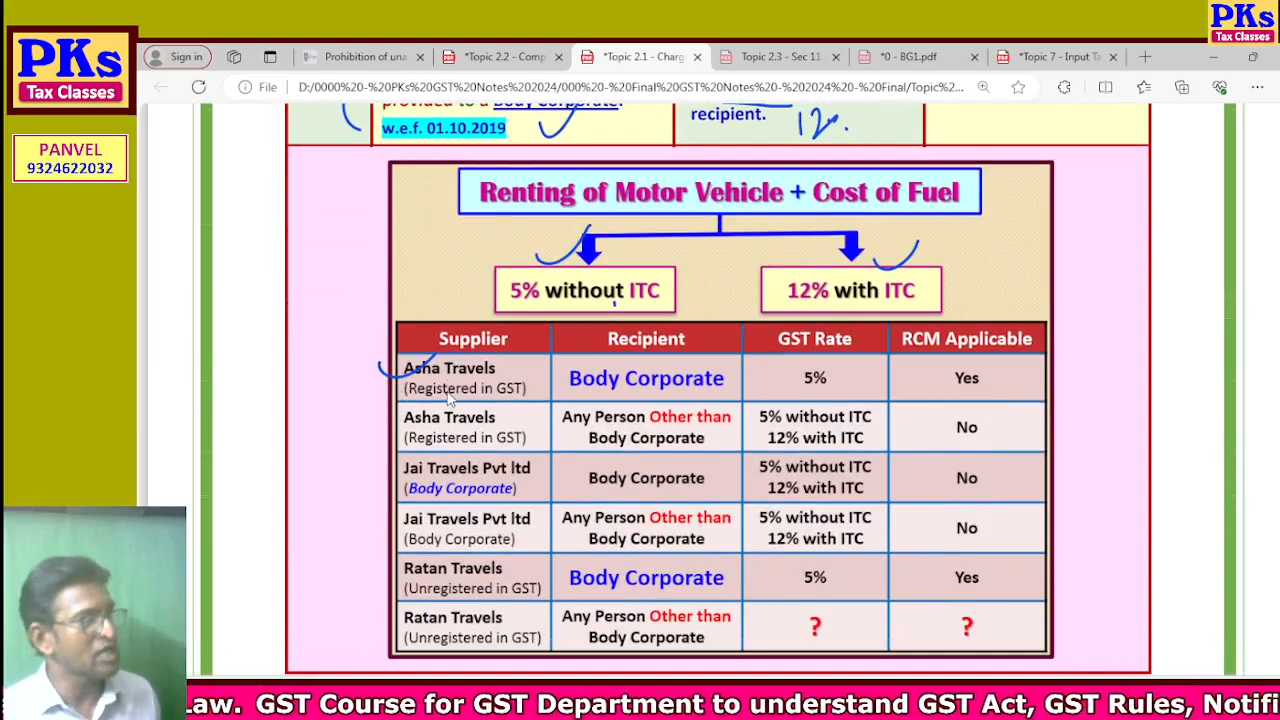 PKs
Tax Classes
PKs
Tax Classes
Sign in
Prohibition of una
*Topic 2.2 - Comp
*Topic 2.1 - Charg
Topic 2.3 - Sec 11
*0 - BG1.pdf
*Topic 7 - Input Ta
File
D:/0000%20-%20PKs%20GST%20Notes%202024/000%20-%20Final%20GST%20Notes%20_%202024%20-%20Final/Topic%...
PANVEL
9324622032
provided to a Body Corporate.
w.e.f. 01.10.2019
recipient.
12%.
Renting of Motor Vehicle + Cost of Fuel
5% without ITC
12% with ITC
Supplier Recipient GST Rate RCM Applicable
Asha Travels
(Registered in GST)
Body Corporate
5%
Yes
Asha Travels
(Registered in GST)
Any Person Other than
Body Corporate
5% without ITC
12% with ITC
No
Jai Travels Pvt ltd
(Body Corporate)
Body Corporate
5% without ITC
12% with ITC
No
Jai Travels Pvt ltd
(Body Corporate)
Any Person Other than
Body Corporate
5% without ITC
12% with ITC
No
Ratan Travels
(Unregistered in GST)
Body Corporate
5%
Yes
Ratan Travels
(Unregistered in GST)
Any Person Other than
Body Corporate
?
?
Law. GST Course for GST Department to understand GST Act, GST Rules, Notifi